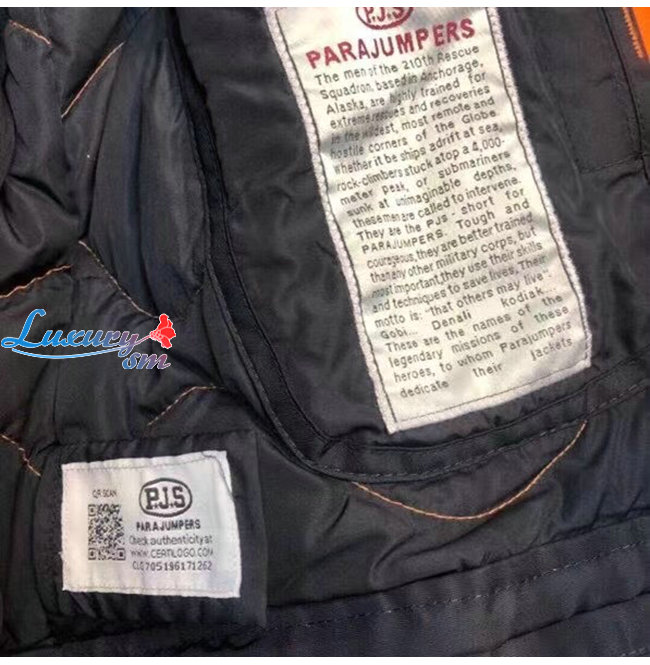 P.J.S
PARAJUMPERS
The men of the 210th Rescue
Squadron, based in Anchorage,
Alaska, are highly trained for
extreme rescues and recoveries
in the wildest, most remote and
hostile corners of the Globe
whether it be ships adrift at sea,
rock-climbers stuck atop a 4,000-
meter peak, or submariners
sunk at unimaginable depths,
these men are called to intervene.
They are the PJs - short for
PARAJUMPERS. Tough and
courageous, they are better trained
than any other military corps, but
most important, they use their skills
and techniques to save lives. Their
motto is: "that others may live".
Gobi... Denali Kodiak...
These are the names of the
legendary missions of these
heroes, to whom Parajumpers
dedicate their jackets
Luxury
sm
QR SCAN
P.J.S
PARAJUMPERS
Check authenticity at
WWW.CERTILOGO.COM
CLG 705196171262